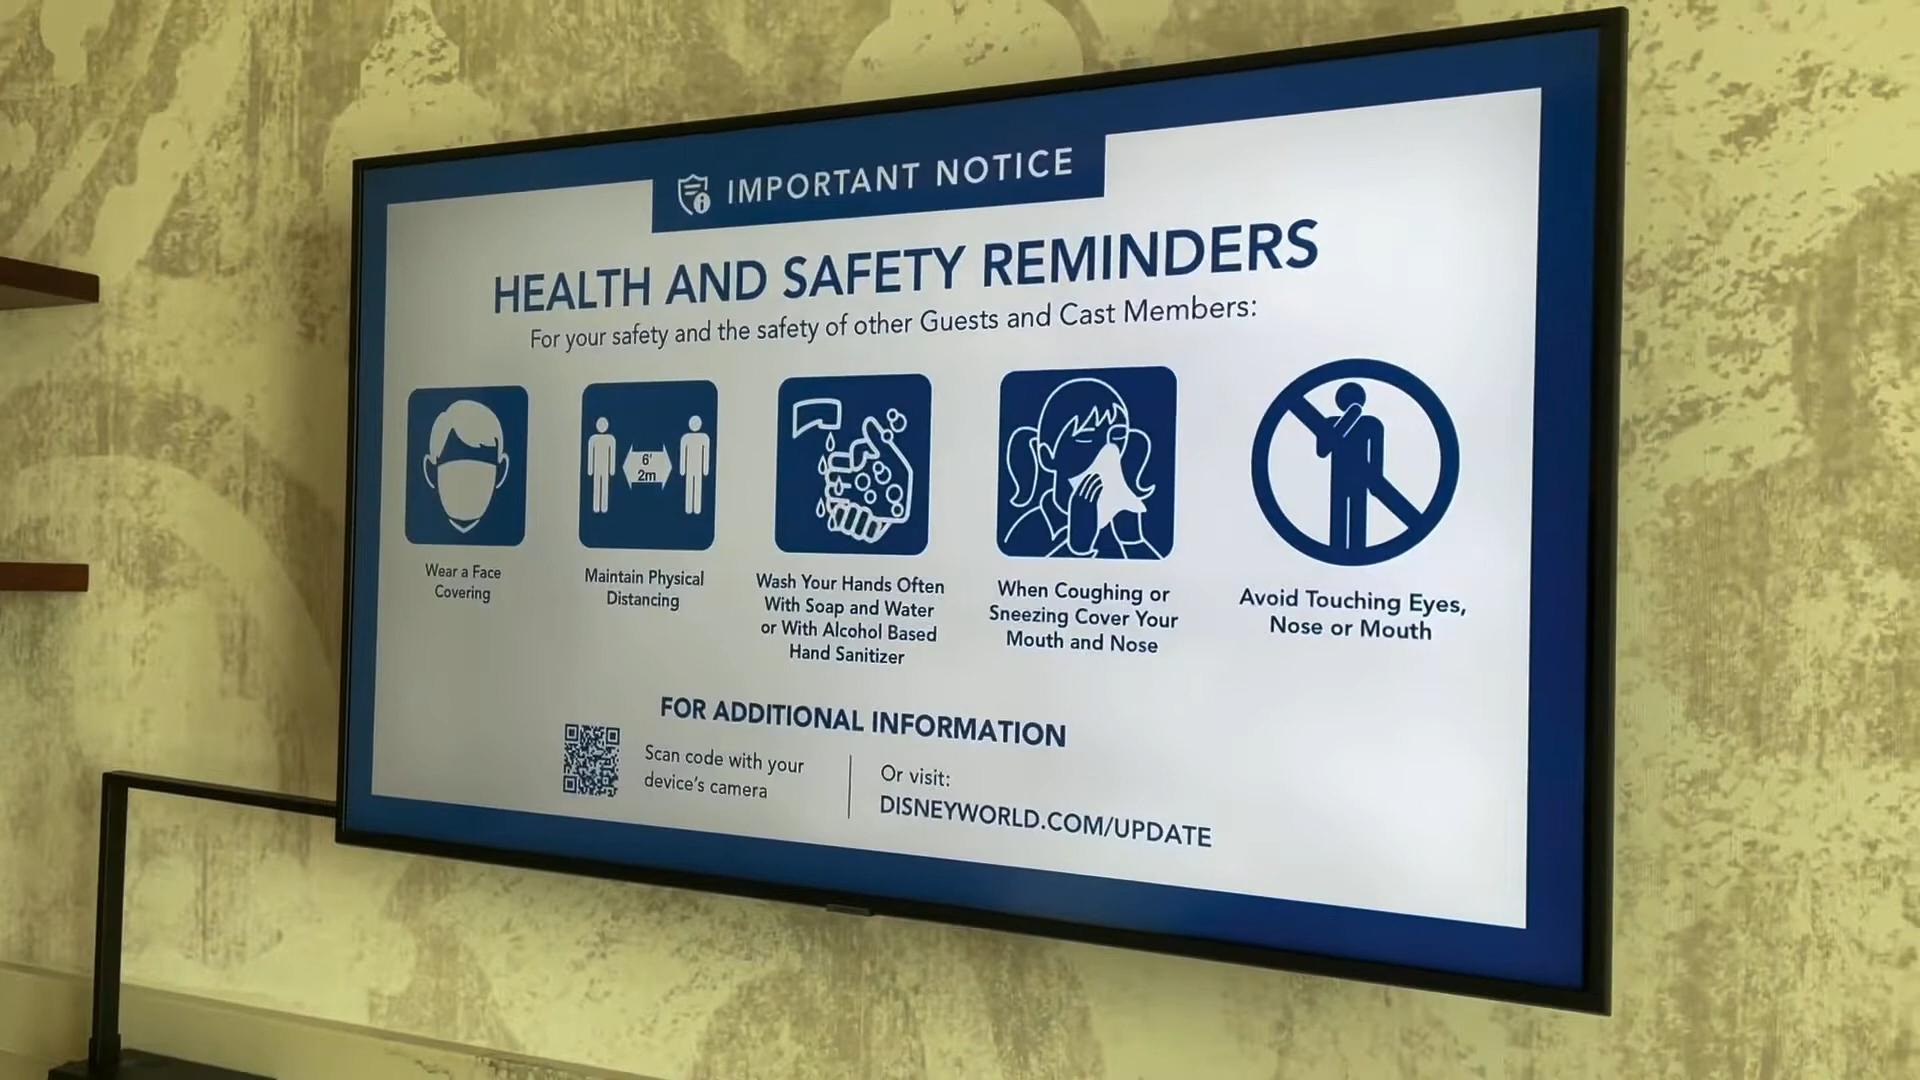 IMPORTANT NOTICE
HEALTH AND SAFETY REMINDERS
For your safety and the safety of other Guests and Cast Members:
6'
2m
Wear a Face
Covering
Maintain Physical
Distancing
Wash Your Hands Often
With Soap and Water
or With Alcohol Based
Hand Sanitizer
When Coughing or
Sneezing Cover Your
Mouth and Nose
Avoid Touching Eyes,
Nose or Mouth
FOR ADDITIONAL INFORMATION
Scan code with your
device's camera
Or visit:
DISNEYWORLD.COM/UPDATE